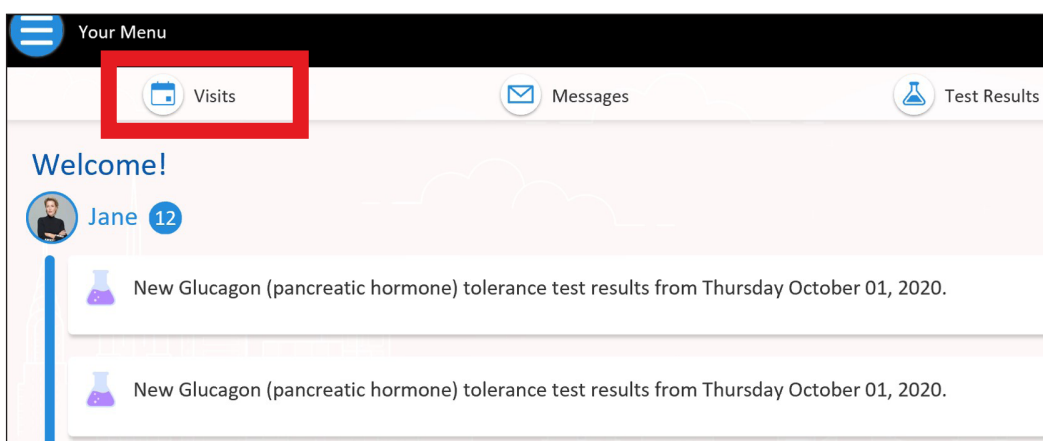 Your Menu
Visits Messages Test Results
Welcome!
Jane 12
New Glucagon (pancreatic hormone) tolerance test results from Thursday October 01, 2020.
New Glucagon (pancreatic hormone) tolerance test results from Thursday October 01, 2020.